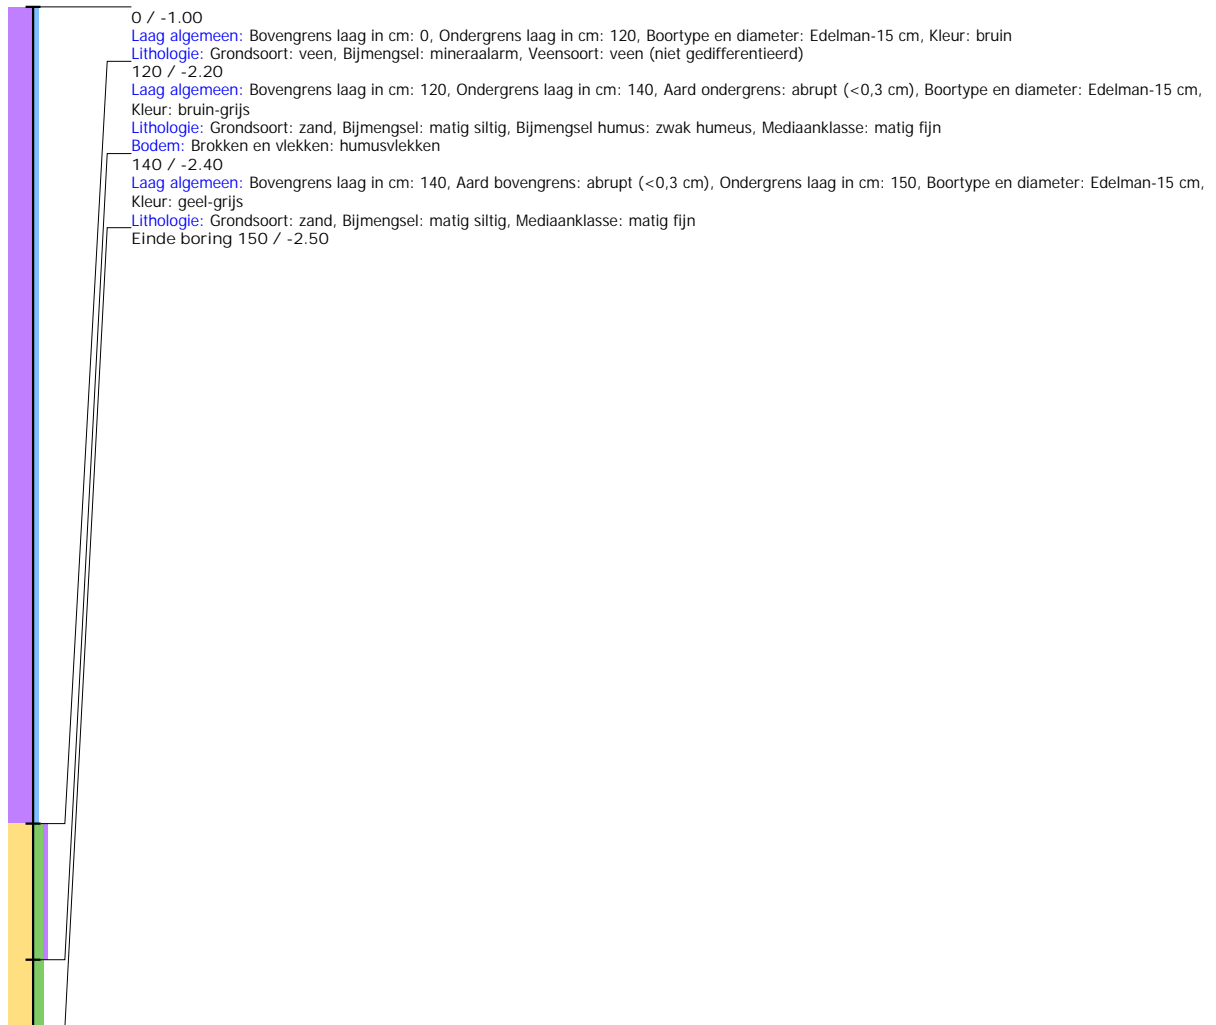 0 / -1.00
Laag algemeen: Bovengrens laag in cm: 0, Ondergrens laag in cm: 120, Boortype en diameter: Edelman-15 cm, Kleur: bruin
Lithologie: Grondsoort: veen, Bijmengsel: mineraalarm, Veensoort: veen (niet gedifferentieerd)
120 / -2.20
Laag algemeen: Bovengrens laag in cm: 120, Ondergrens laag in cm: 140, Aard ondergrens: abrupt (<0,3 cm), Boortype en diameter: Edelman-15 cm,
Kleur: bruin-grijs
Lithologie: Grondsoort: zand, Bijmengsel: matig siltig, Bijmengsel humus: zwak humeus, Mediaanklasse: matig fijn
Bodem: Brokken en vlekken: humusvlekken
140 / -2.40
Laag algemeen: Bovengrens laag in cm: 140, Aard bovengrens: abrupt (<0,3 cm), Ondergrens laag in cm: 150, Boortype en diameter: Edelman-15 cm,
Kleur: geel-grijs
Lithologie: Grondsoort: zand, Bijmengsel: matig siltig, Mediaanklasse: matig fijn
Einde boring 150 / -2.50